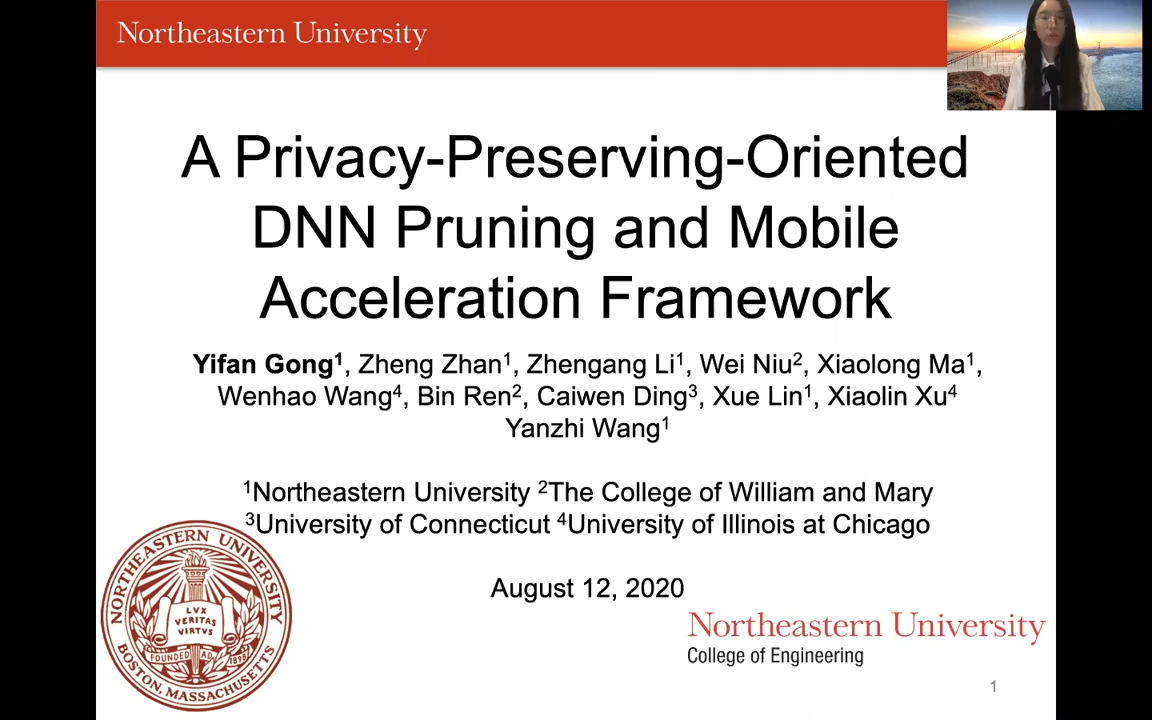 Northeastern University
A Privacy-Preserving-Oriented
DNN Pruning and Mobile
Acceleration Framework
Yifan Gong¹, Zheng Zhan¹, Zhengang Li¹, Wei Niu², Xiaolong Ma¹,
Wenhao Wang⁴, Bin Ren², Caiwen Ding³, Xue Lin¹, Xiaolin Xu⁴
Yanzhi Wang¹
¹Northeastern University ²The College of William and Mary
³University of Connecticut ⁴University of Illinois at Chicago
August 12, 2020
NORTHEASTERN UNIVERSITY
LVX
VERITAS
VIRTVS
FOUNDED A.D. 1898
BOSTON, MASSACHUSETTS
Northeastern University
College of Engineering
1